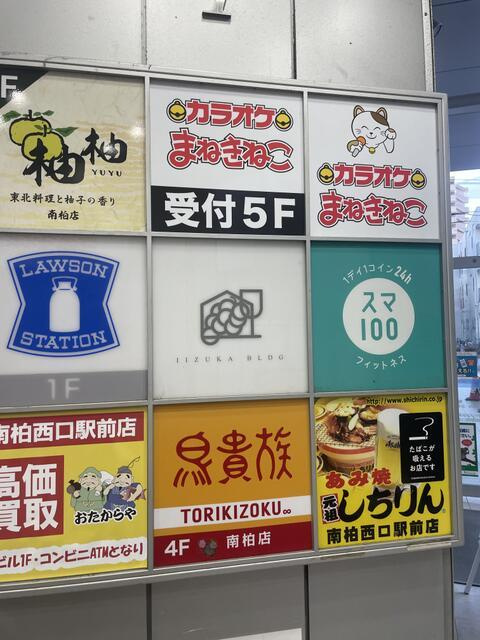 F
柚柚
YUYU
東北料理と柚子の香り
南柏店
カラオケ
まねきねこ
受付5F
カラオケ
まねきねこ
LAWSON
STATION
1F
IIZUKA BLDG
1デイ1コイン24h
スマ
100
フィットネス
南柏西口駅前店
高価
買取
おたからや
ビル1F・コンビニATMとなり
鳥貴族
TORIKIZOKU
4F 南柏店
http://www.shichirin.co.jp
たばこが
吸える
お店です
あみ焼
元祖
しちりん
南柏西口駅前店